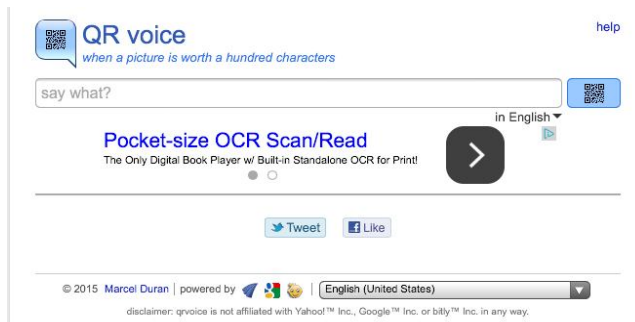 QR voice
help
when a picture is worth a hundred characters
say what?
in English
Pocket-size OCR Scan/Read
The Only Digital Book Player w/ Built-in Standalone OCR for Print!
Tweet
Like
© 2015 Marcel Duran | powered by | English (United States)
disclaimer: qrvoice is not affiliated with Yahoo!™ Inc., Google™ Inc. or bitly™ Inc. in any way.